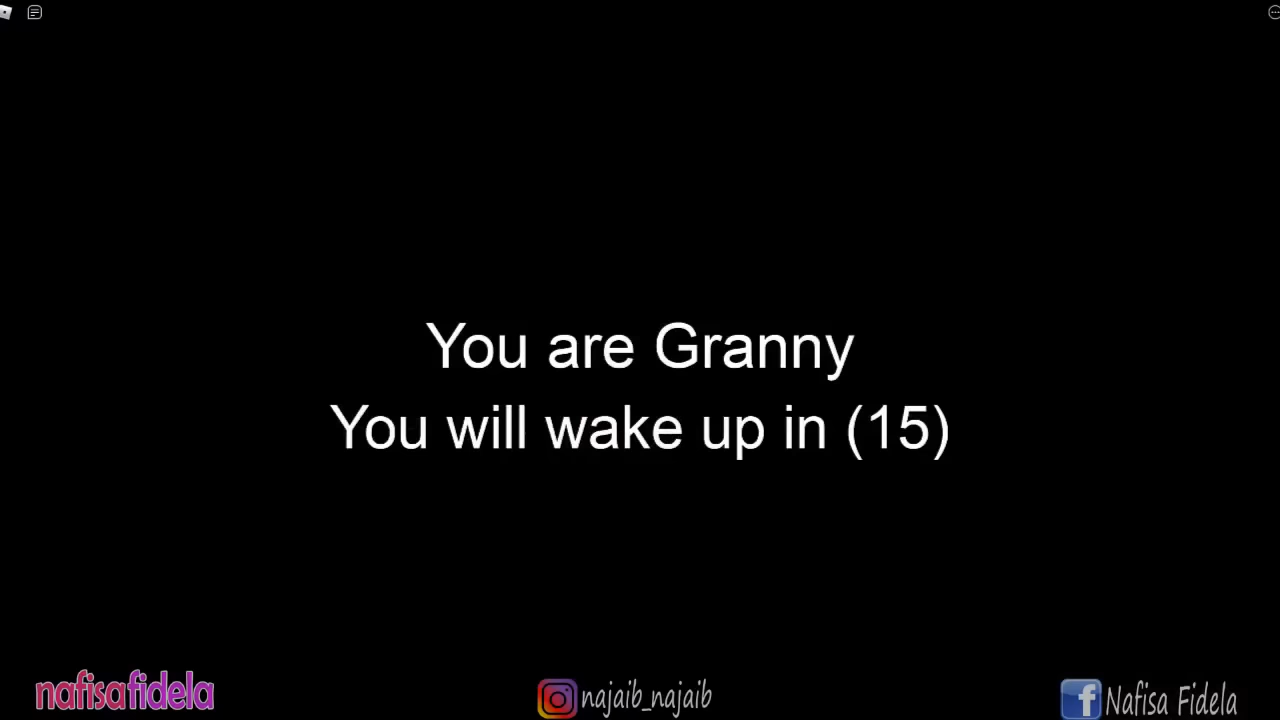 You are Granny
You will wake up in (15)
nafisafidela
najaib_najaib
Nafisa Fidela